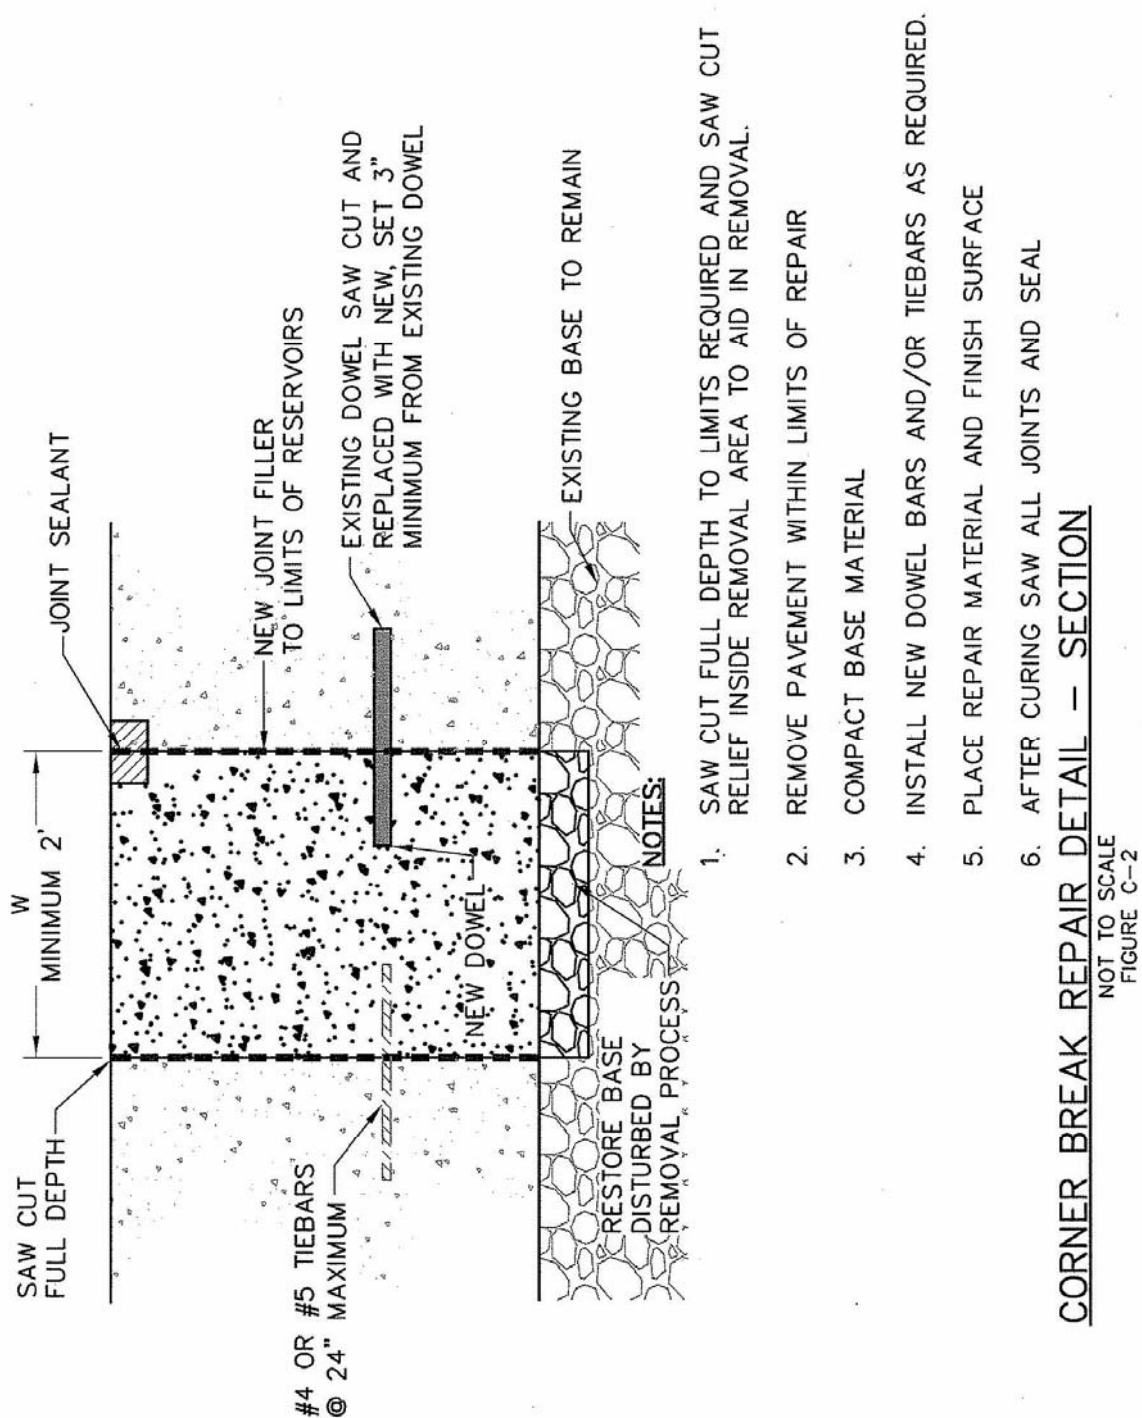 SAW CUT
FULL DEPTH
W
MINIMUM 2'
JOINT SEALANT
NEW JOINT FILLER
TO LIMITS OF RESERVOIRS
#4 OR #5 TIEBARS
@ 24" MAXIMUM
EXISTING DOWEL SAW CUT AND
REPLACED WITH NEW, SET 3"
MINIMUM FROM EXISTING DOWEL
NEW DOWEL
EXISTING BASE TO REMAIN
RESTORE BASE
DISTURBED BY
REMOVAL PROCESS
NOTES:
1. SAW CUT FULL DEPTH TO LIMITS REQUIRED AND SAW CUT
RELIEF INSIDE REMOVAL AREA TO AID IN REMOVAL.
2. REMOVE PAVEMENT WITHIN LIMITS OF REPAIR
3. COMPACT BASE MATERIAL
4. INSTALL NEW DOWEL BARS AND/OR TIEBARS AS REQUIRED.
5. PLACE REPAIR MATERIAL AND FINISH SURFACE
6. AFTER CURING SAW ALL JOINTS AND SEAL
CORNER BREAK REPAIR DETAIL – SECTION
NOT TO SCALE
FIGURE C–2